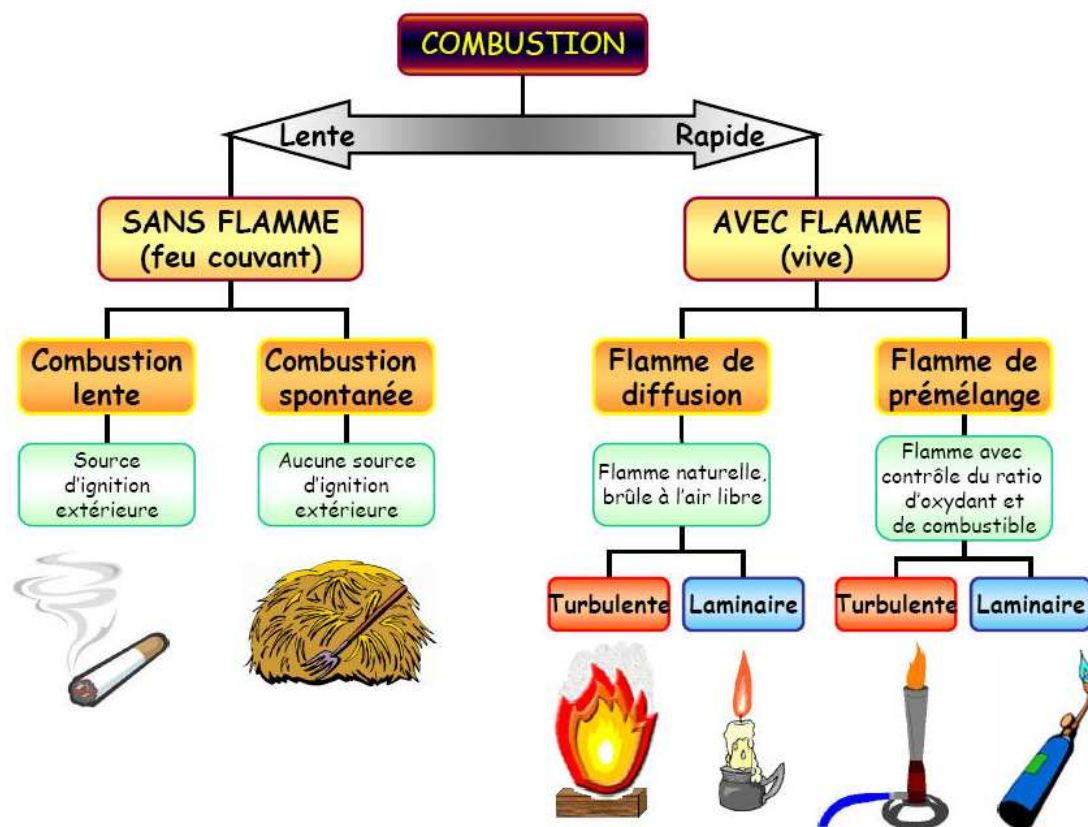 COMBUSTION
Lente
Rapide
SANS FLAMME
(feu couvant)
AVEC FLAMME
(vive)
Combustion
lente
Combustion
spontanée
Flamme de
diffusion
Flamme de
prémélange
Source
d'ignition
extérieure
Aucune source
d'ignition
extérieure
Flamme naturelle,
brûle à l'air libre
Flamme avec
contrôle du ratio
d'oxydant et
de combustible
Turbulente
Laminaire
Turbulente
Laminaire